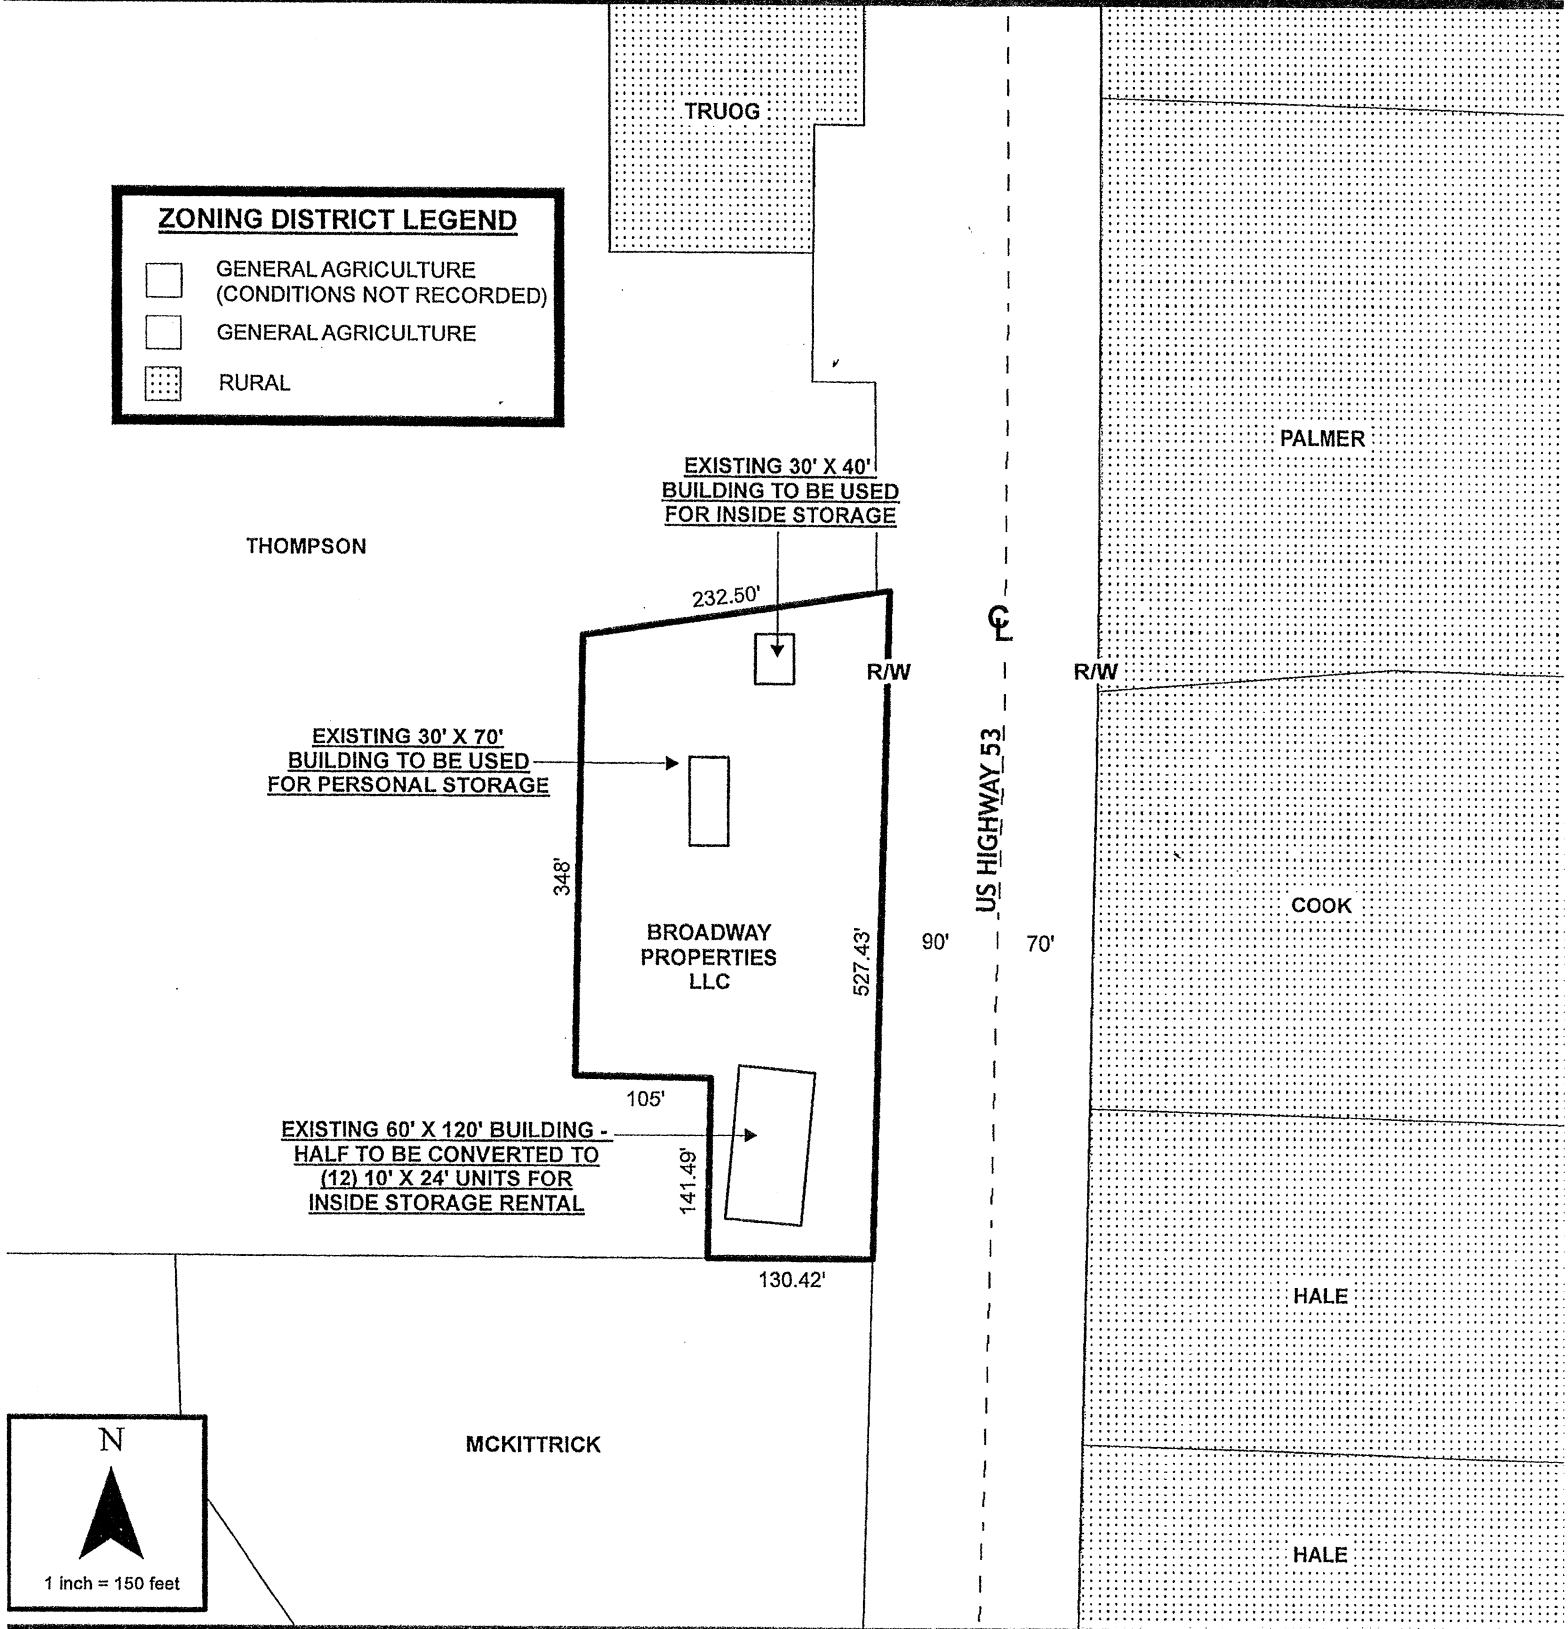 TRUOG
ZONING DISTRICT LEGEND
GENERAL AGRICULTURE
(CONDITIONS NOT RECORDED)
GENERAL AGRICULTURE
RURAL
PALMER
EXISTING 30' X 40'
BUILDING TO BE USED
FOR INSIDE STORAGE
THOMPSON
232.50'
CL
R/W
R/W
EXISTING 30' X 70'
BUILDING TO BE USED
FOR PERSONAL STORAGE
US HIGHWAY 53
348'
COOK
BROADWAY
PROPERTIES
LLC
527.43'
90'
70'
105'
EXISTING 60' X 120' BUILDING -
HALF TO BE CONVERTED TO
(12) 10' X 24' UNITS FOR
INSIDE STORAGE RENTAL
141.49'
130.42'
HALE
MCKITTRICK
N
1 inch = 150 feet
HALE